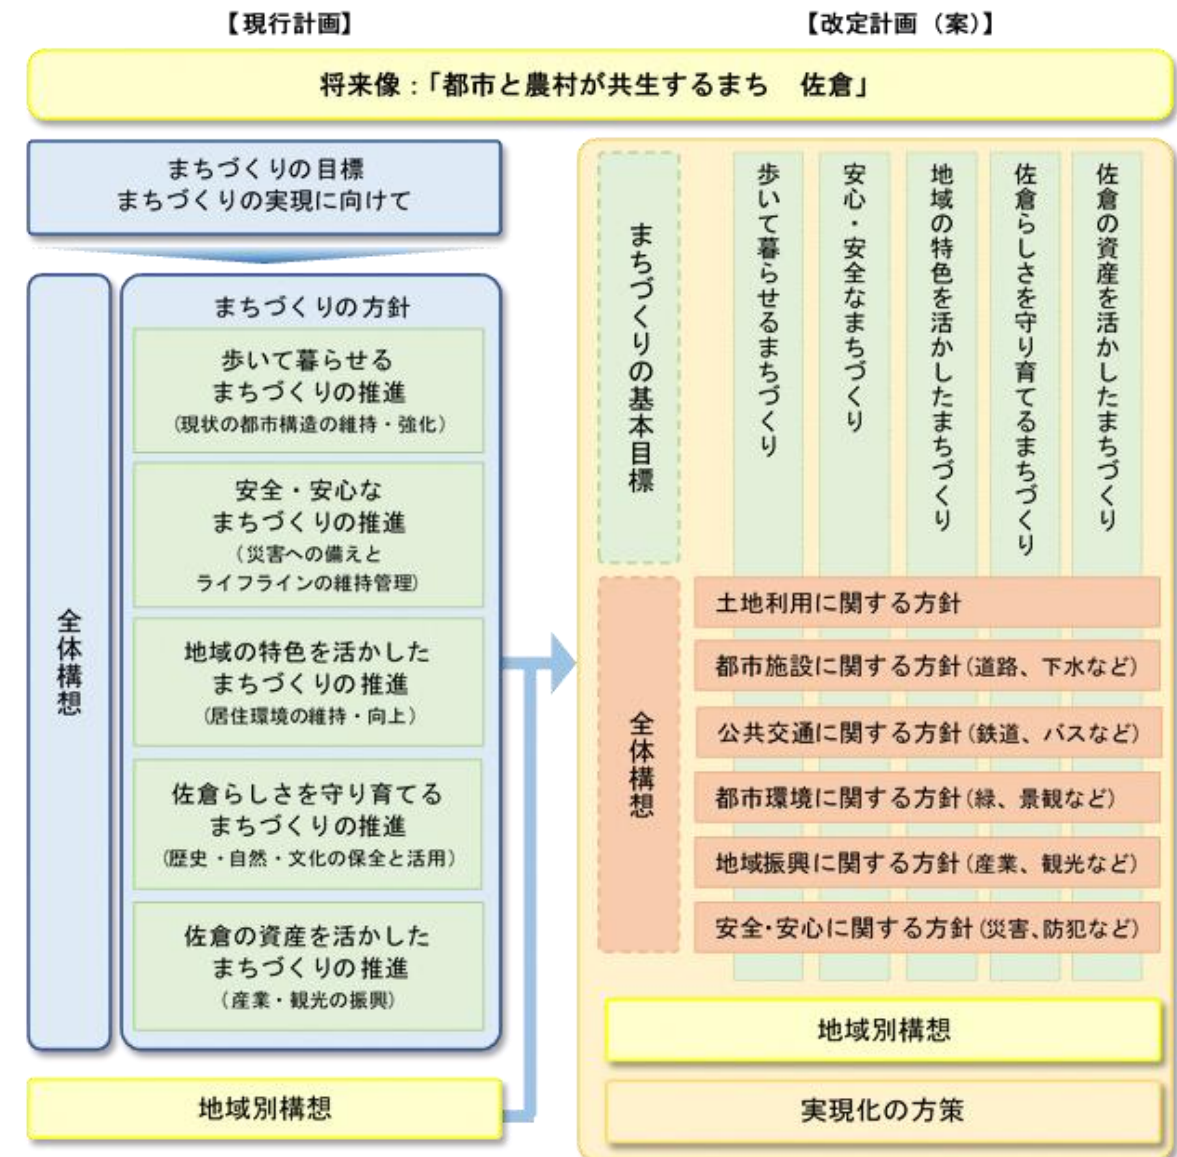 【現行計画】
【改定計画（案）】
将来像：「都市と農村が共生するまち　佐倉」
まちづくりの目標
まちづくりの実現に向けて
全体構想
まちづくりの方針
歩いて暮らせる
まちづくりの推進
（現状の都市構造の維持・強化）
安全・安心な
まちづくりの推進
（災害への備えと
ライフラインの維持管理）
地域の特色を活かした
まちづくりの推進
（居住環境の維持・向上）
佐倉らしさを守り育てる
まちづくりの推進
（歴史・自然・文化の保全と活用）
佐倉の資産を活かした
まちづくりの推進
（産業・観光の振興）
地域別構想
まちづくりの基本目標
歩いて暮らせるまちづくり
安心・安全なまちづくり
地域の特色を活かしたまちづくり
佐倉らしさを守り育てるまちづくり
佐倉の資産を活かしたまちづくり
全体構想
土地利用に関する方針
都市施設に関する方針（道路、下水など）
公共交通に関する方針（鉄道、バスなど）
都市環境に関する方針（緑、景観など）
地域振興に関する方針（産業、観光など）
安全・安心に関する方針（災害、防犯など）
地域別構想
実現化の方策